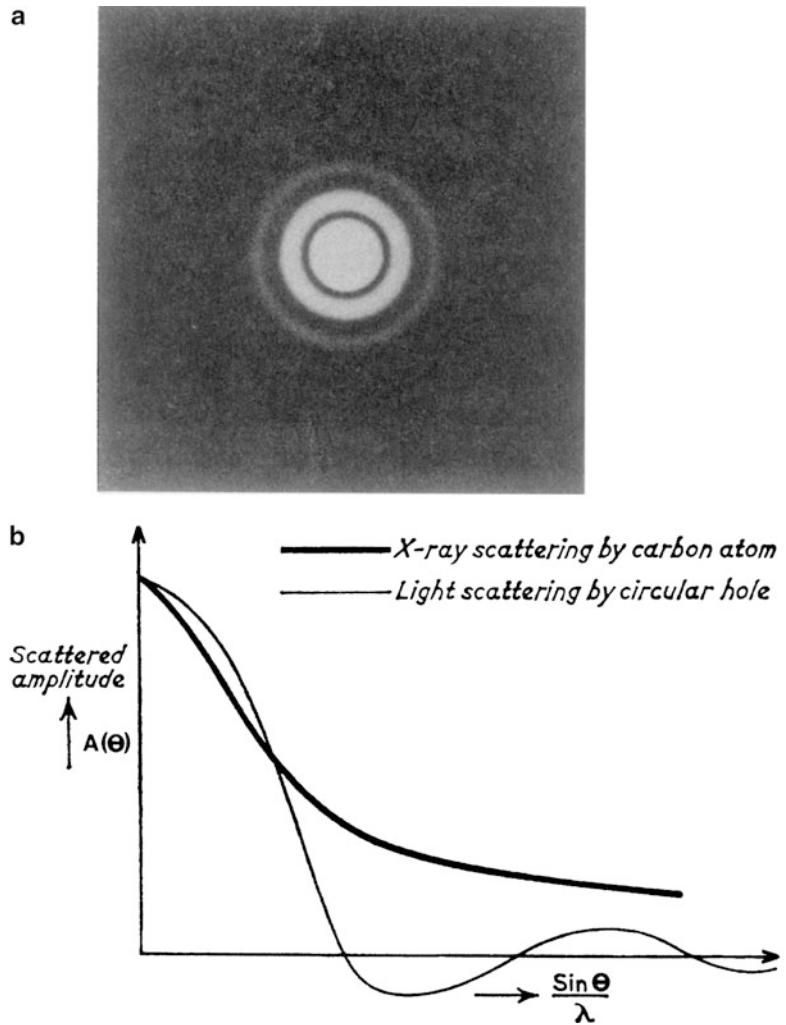 a
b
X-ray scattering by carbon atom
Light scattering by circular hole
Scattered
amplitude
A(Θ)
Sin Θ
λ